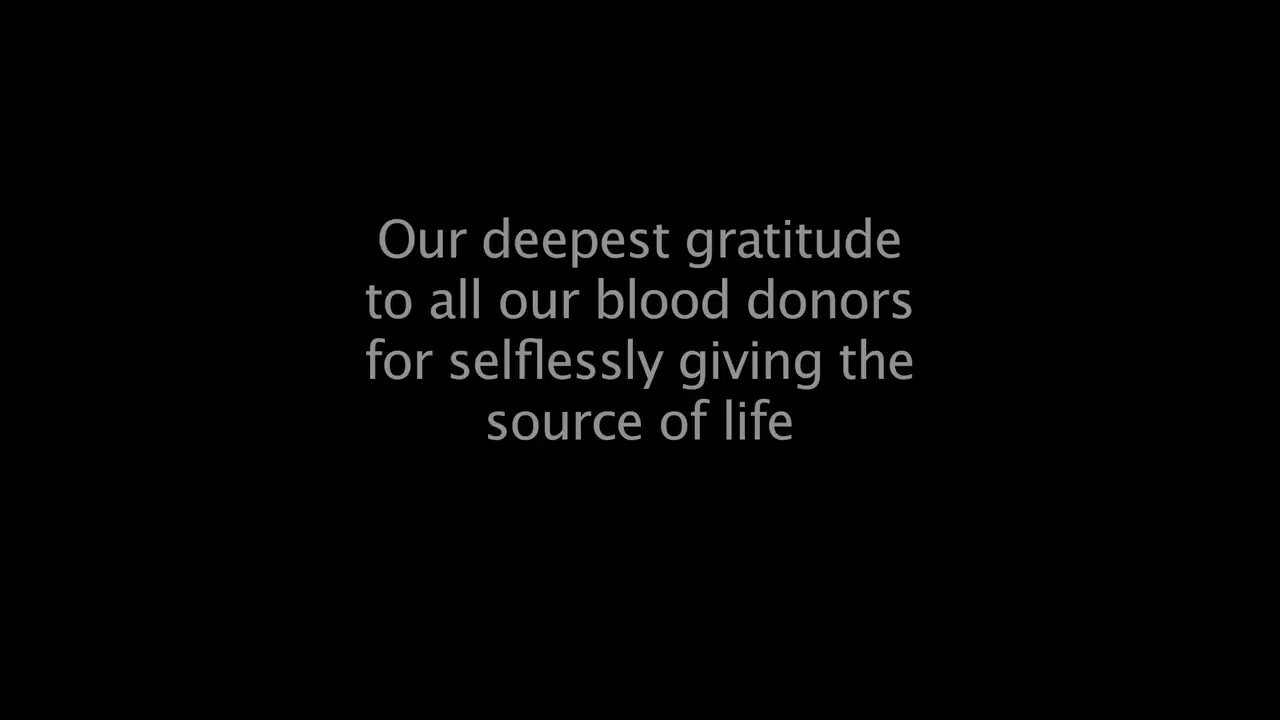 Our deepest gratitude
to all our blood donors
for selflessly giving the
source of life